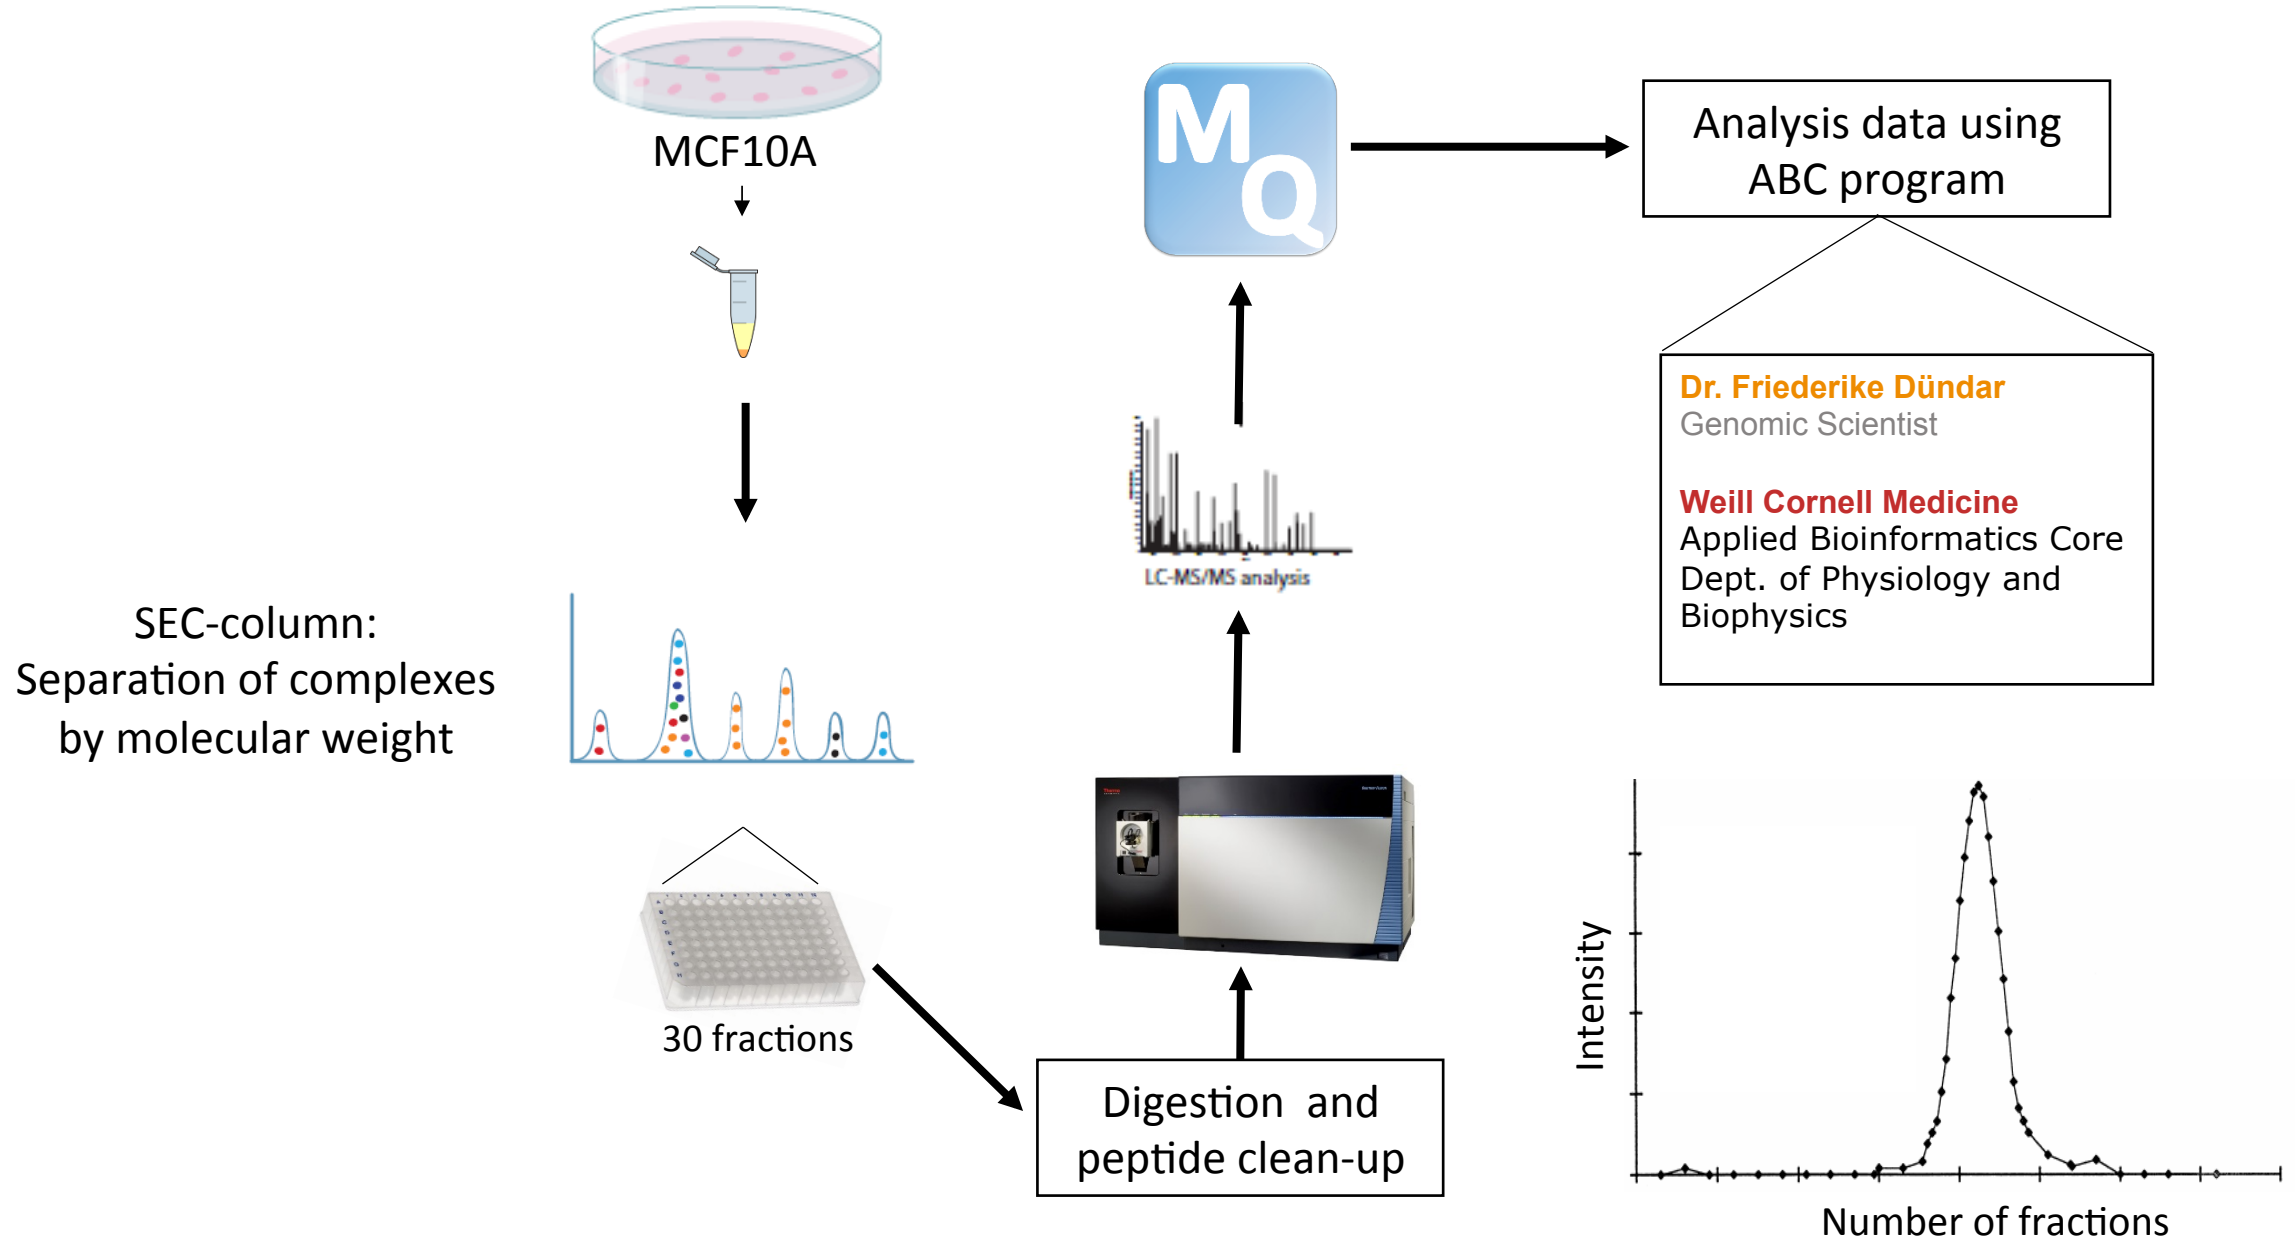 MCF10A
SEC-column:
Separation of complexes
by molecular weight
30 fractions
Digestion and
peptide clean-up
LC-MS/MS analysis
M
Q
Analysis data using
ABC program
Dr. Friederike Dündar
Genomic Scientist
Weill Cornell Medicine
Applied Bioinformatics Core
Dept. of Physiology and
Biophysics
Intensity
Number of fractions